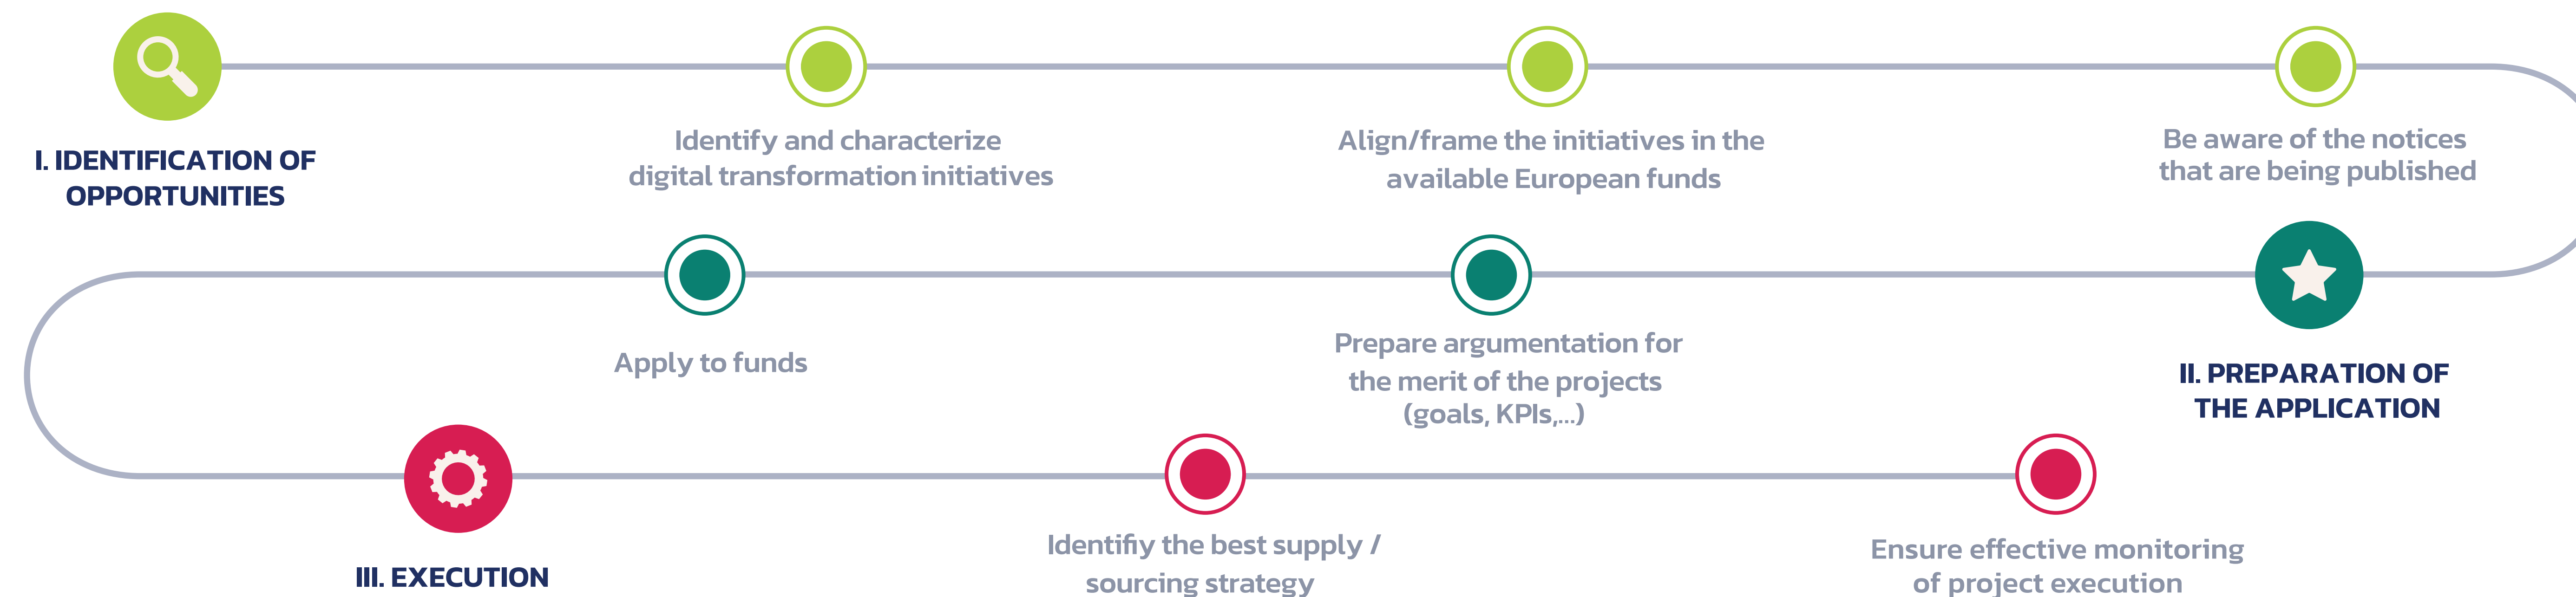 I. IDENTIFICATION OF
OPPORTUNITIES
Identify and characterize
digital transformation initiatives
Align/frame the initiatives in the
available European funds
Be aware of the notices
that are being published
II. PREPARATION OF
THE APPLICATION
Prepare argumentation for
the merit of the projects
(goals, KPIs,...)
Apply to funds
III. EXECUTION
Identifiy the best supply /
sourcing strategy
Ensure effective monitoring
of project execution